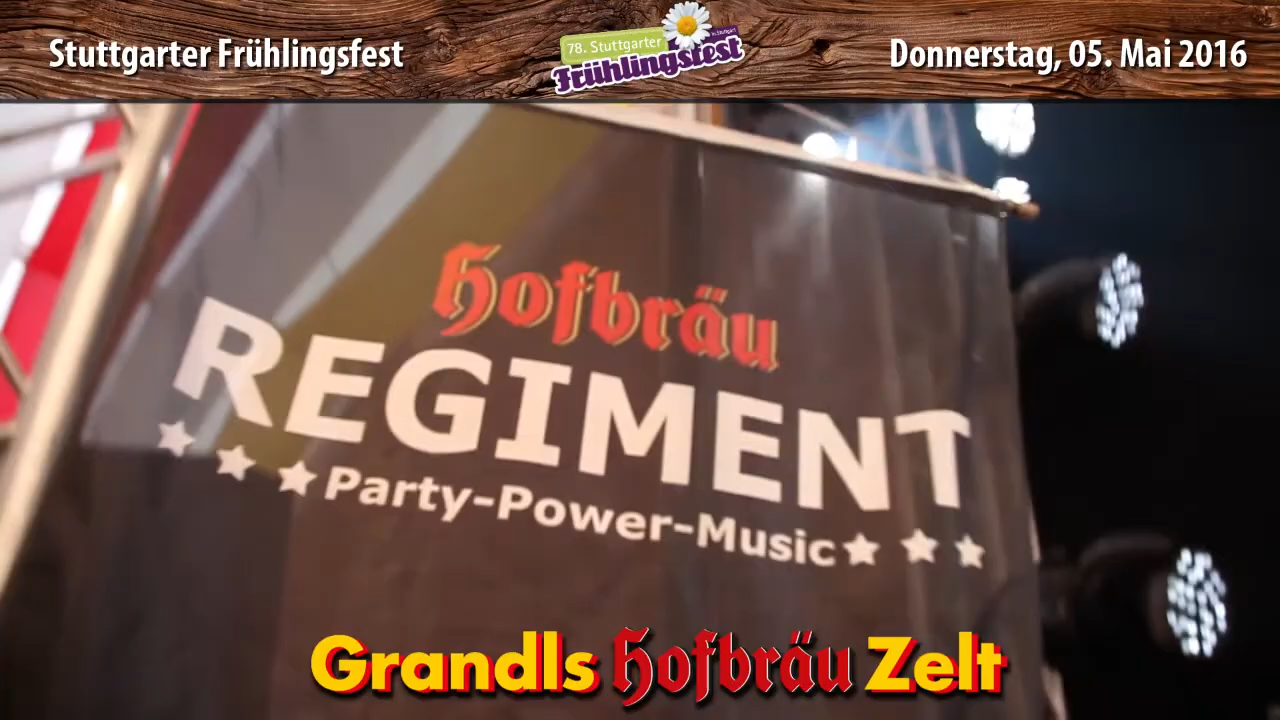 Stuttgarter Frühlingsfest
78. Stuttgarter
Frühlingsfest
Donnerstag, 05. Mai 2016
Hofbräu
REGIMENT
Party-Power-Music
Grandls Hofbräu Zelt